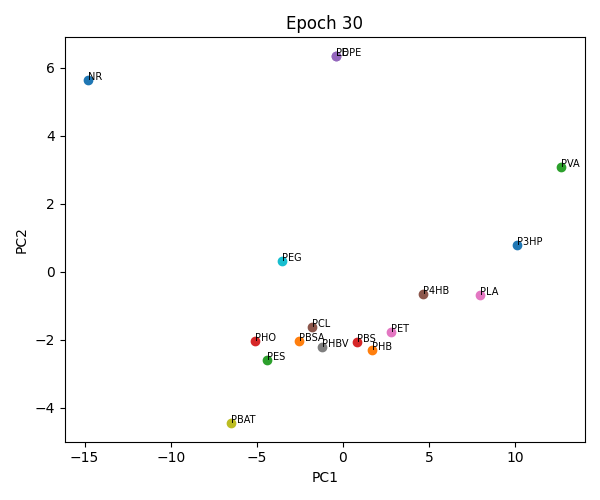 Epoch 30
6
NR
4
PVA
2
P3HP
PEG
0
P4HB
PLA
PCL
PET
−2
PHO
PBSA
PHBV
PBS
PHB
PES
−4
PBAT
PC2
−15
−10
−5
0
5
10
PC1